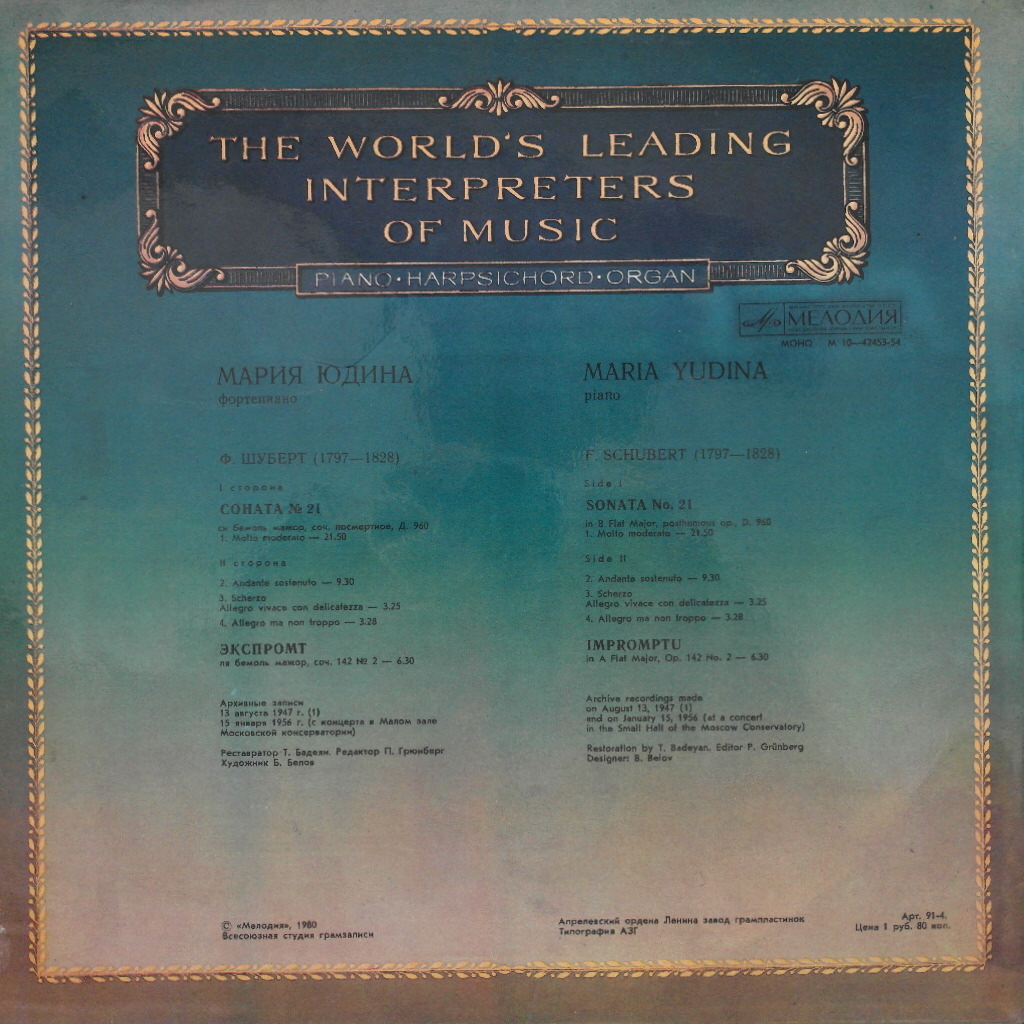 THE WORLD'S LEADING
INTERPRETERS
OF MUSIC
PIANO·HARPSICHORD·ORGAN
МЕЛОДИЯ
МОНО М 10—42453-54
МАРИЯ ЮДИНА
фортепиано
Ф. ШУБЕРТ (1797—1828)
I сторона
СОНАТА № 21
си бемоль мажор, соч. посмертное, Д. 960
1. Molto moderato — 21.50
II сторона
2. Andante sostenuto — 9.30
3. Scherzo
Allegro vivace con delicatezza — 3.25
4. Allegro ma non troppo — 3.28
ЭКСПРОМТ
ля бемоль мажор, соч. 142 № 2 — 6.30
Архивные записи
13 августа 1947 г. (1)
15 января 1956 г. (с концерта в Малом зале
Московской консерватории)
Реставратор Т. Бадеян. Редактор П. Грюнберг
Художник Б. Белов
MARIA YUDINA
piano
F. SCHUBERT (1797—1828)
Side I
SONATA No. 21
in B Flat Major, posthumous op., D. 960
1. Molto moderato — 21.50
Side II
2. Andante sostenuto — 9.30
3. Scherzo
Allegro vivace con delicatezza — 3.25
4. Allegro ma non troppo — 3.28
IMPROMPTU
in A Flat Major, Op. 142 No. 2 — 6.30
Archive recordings made
on August 13, 1947 (1)
and on January 15, 1956 (at a concert
in the Small Hall of the Moscow Conservatory)
Restoration by T. Badeyan. Editor P. Grünberg
Designer: B. Belov
© «Мелодия», 1980
Всесоюзная студия грамзаписи
Апрелевский ордена Ленина завод грампластинок
Типография АЗГ
Арт. 91-4.
Цена 1 руб. 80 коп.